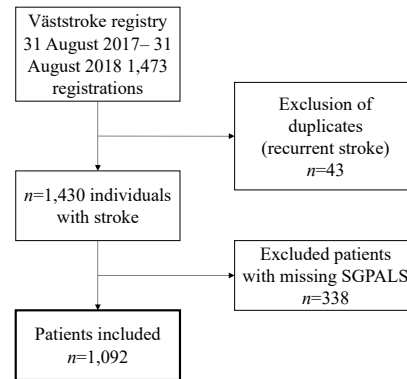 Väststroke registry
31 August 2017– 31
August 2018 1,473
registrations
Exclusion of
duplicates
(recurrent stroke)
n=43
n=1,430 individuals
with stroke
Excluded patients
with missing SGPALS
n=338
Patients included
n=1,092